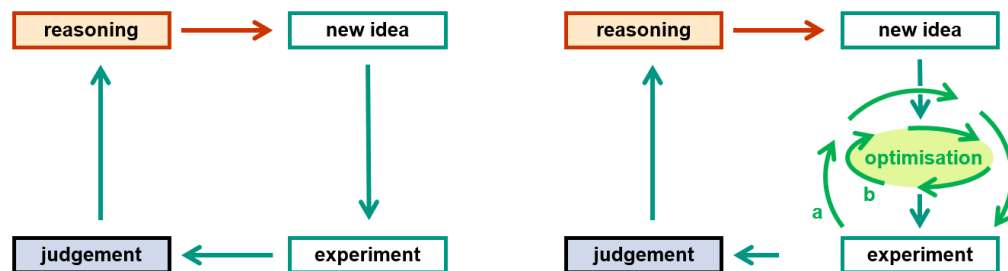 reasoning
new idea
judgement
experiment
reasoning
new idea
optimisation
a
b
judgement
experiment